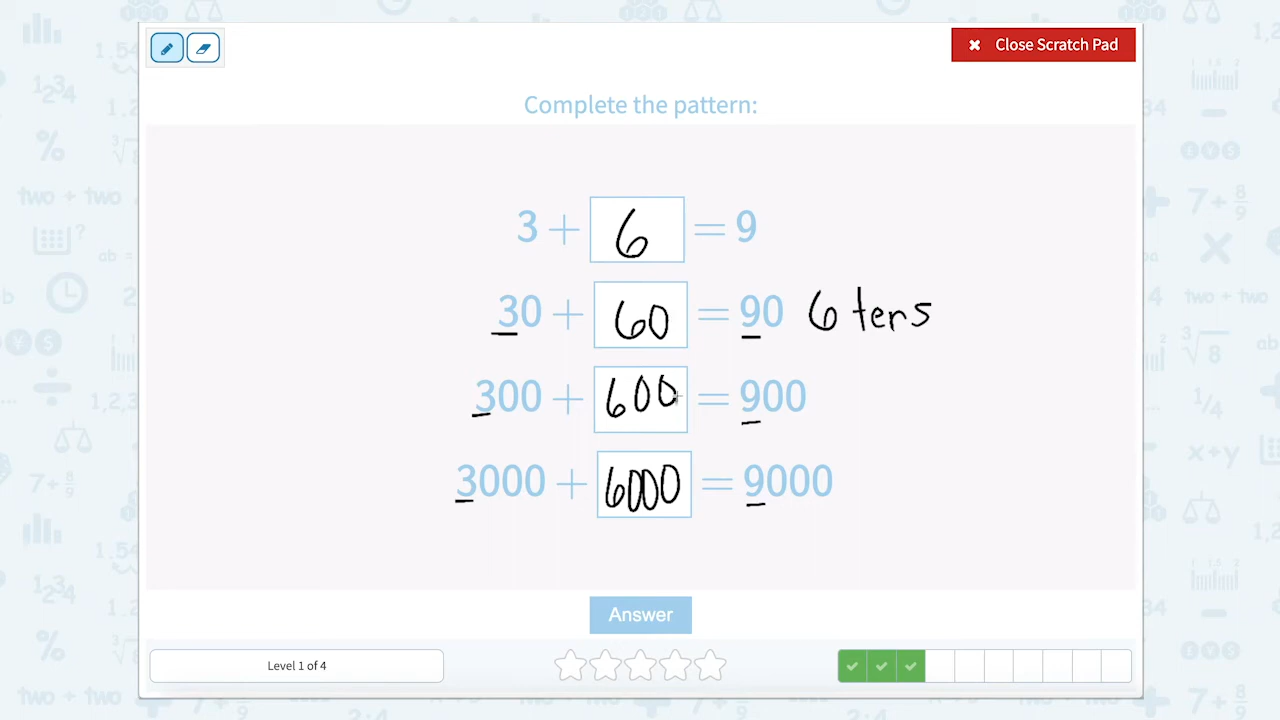 Close Scratch Pad
Complete the pattern:
3 + 6 = 9
30 + 60 = 90 6 tens
300 + 600 = 900
3000 + 6000 = 9000
Answer
Level 1 of 4